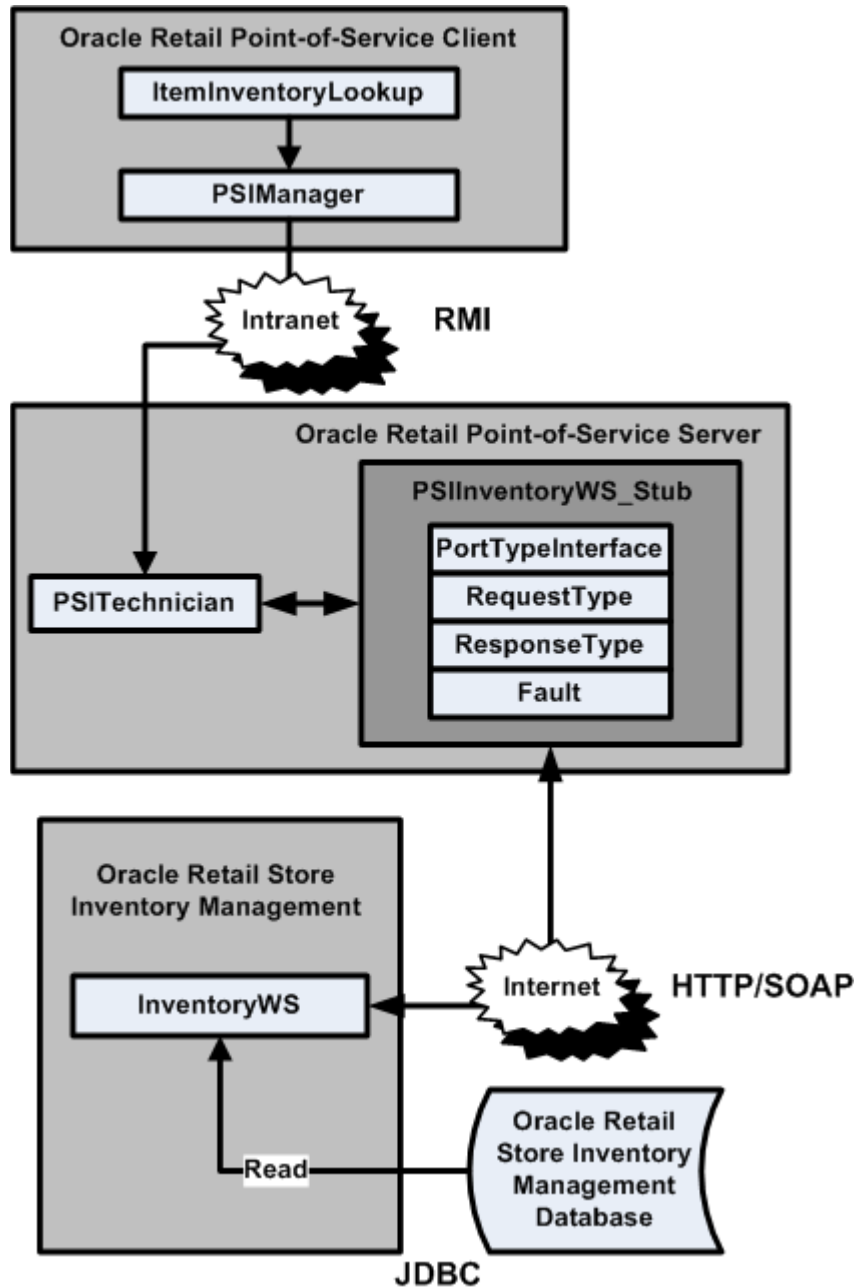 Oracle Retail Point-of-Service Client
ItemInventoryLookup
PSIManager
Intranet
RMI
Oracle Retail Point-of-Service Server
PSIInventoryWS_Stub
PortTypeInterface
RequestType
ResponseType
Fault
PSITechnician
Oracle Retail Store
Inventory Management
InventoryWS
Internet
HTTP/SOAP
Read
Oracle Retail
Store Inventory
Management
Database
JDBC